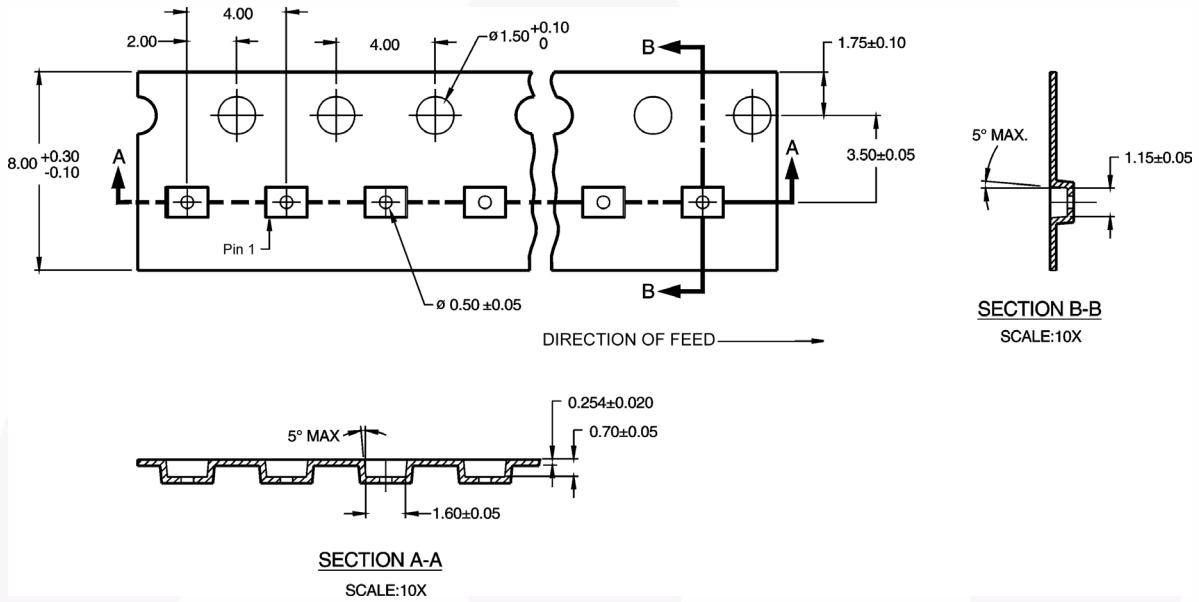 4.00
2.00
4.00
ø1.50 +0.10
0
B
1.75±0.10
8.00 +0.30
-0.10
A
A
3.50±0.05
5° MAX.
1.15±0.05
Pin 1
B
ø 0.50 ±0.05
SECTION B-B
SCALE:10X
DIRECTION OF FEED
5° MAX
0.254±0.020
0.70±0.05
1.60±0.05
SECTION A-A
SCALE:10X